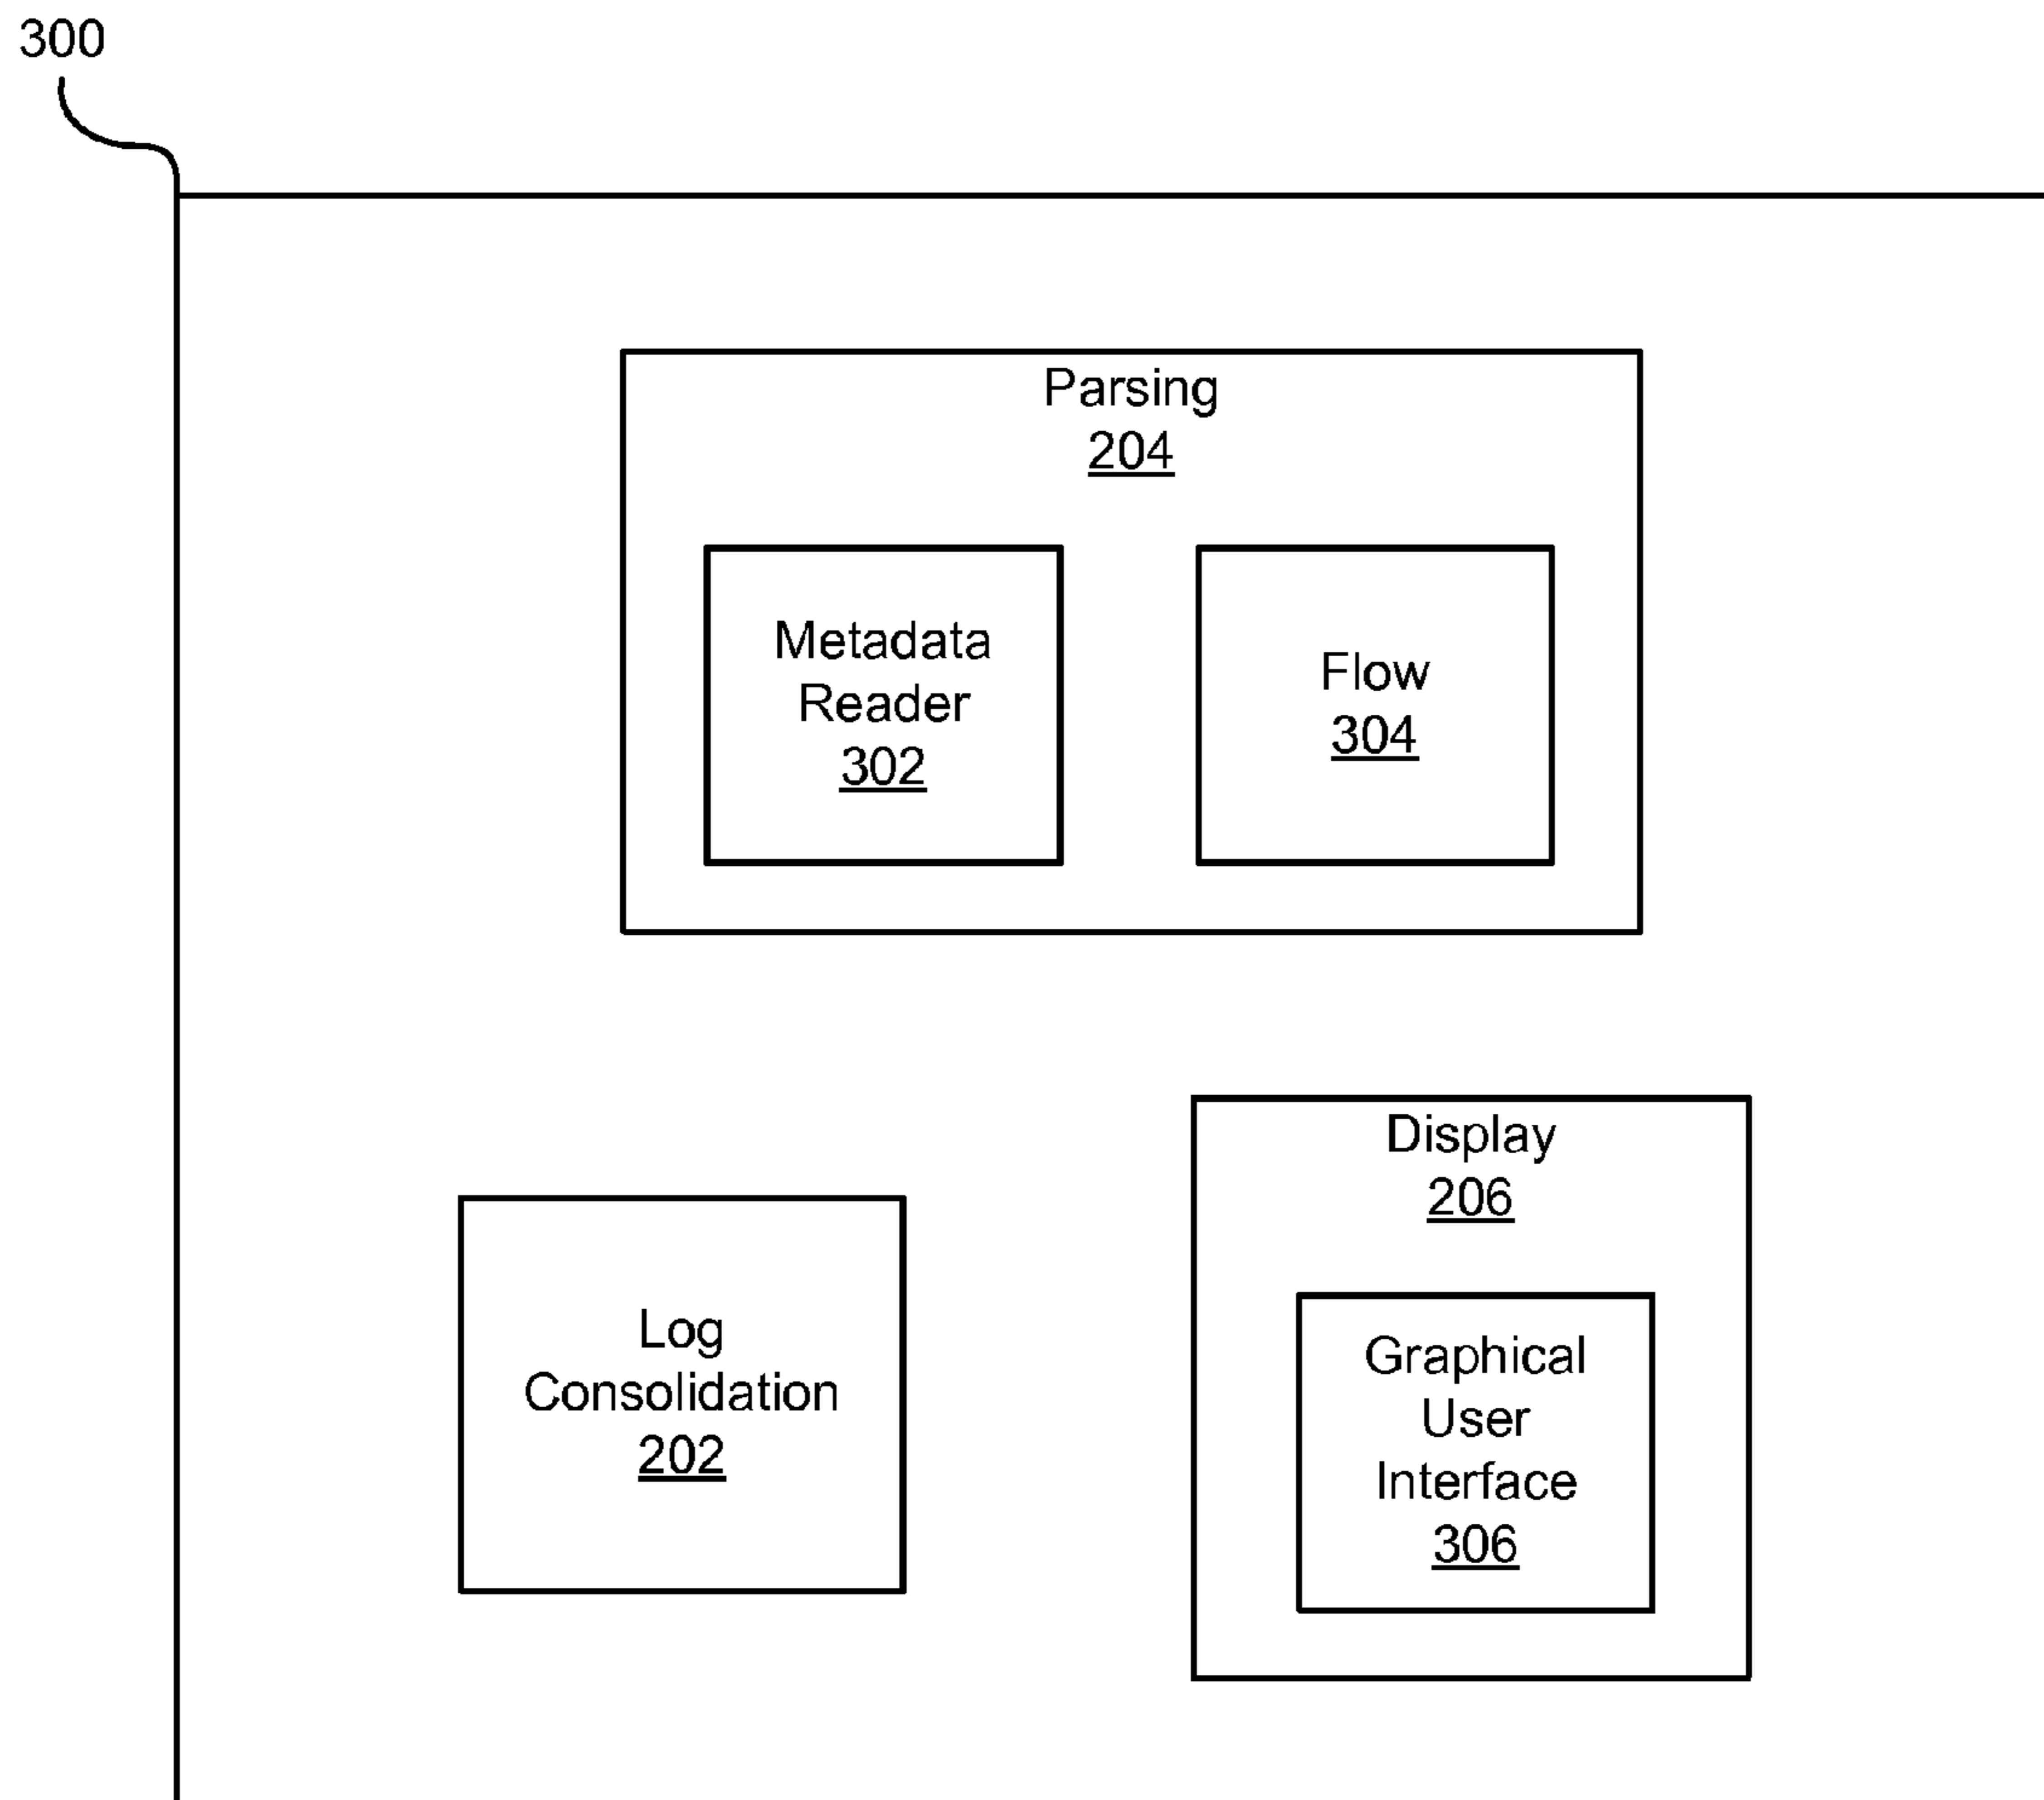 300
Parsing
204
Metadata
Reader
302
Flow
304
Log
Consolidation
202
Display
206
Graphical
User
Interface
306